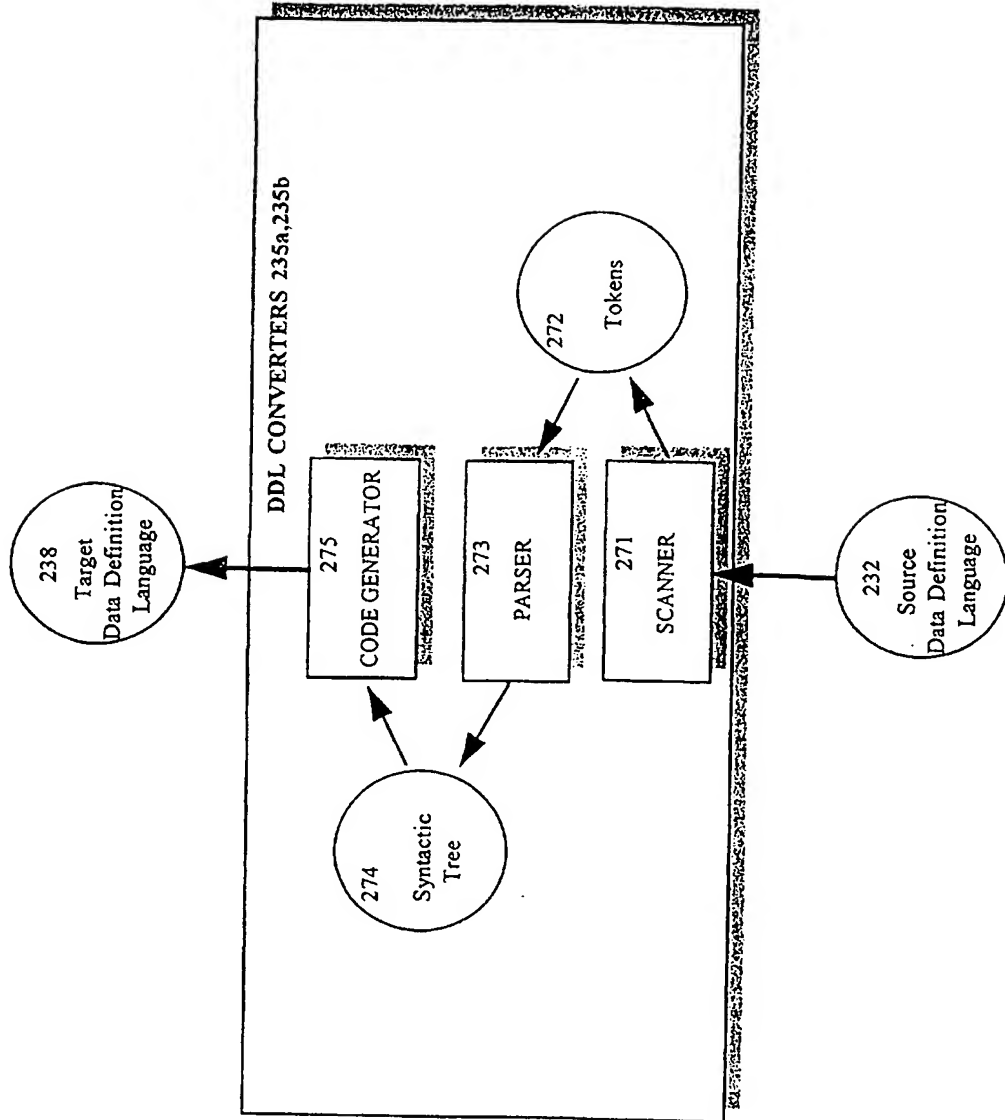 DDL CONVERTERS 235a,235b
238
Target
Data Definition
Language
275
CODE GENERATOR
274
Syntactic
Tree
273
PARSER
272
Tokens
271
SCANNER
232
Source
Data Definition
Language